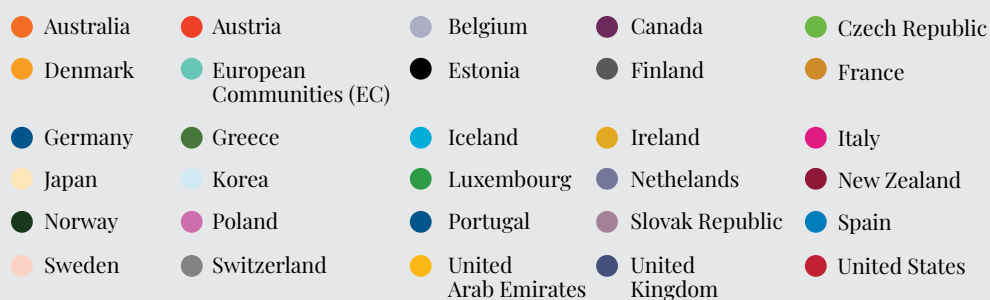 Australia
Austria
Belgium
Canada
Czech Republic
Denmark
European
Communities (EC)
Estonia
Finland
France
Germany
Greece
Iceland
Ireland
Italy
Japan
Korea
Luxembourg
Nethelands
New Zealand
Norway
Poland
Portugal
Slovak Republic
Spain
Sweden
Switzerland
United
Arab Emirates
United
Kingdom
United States